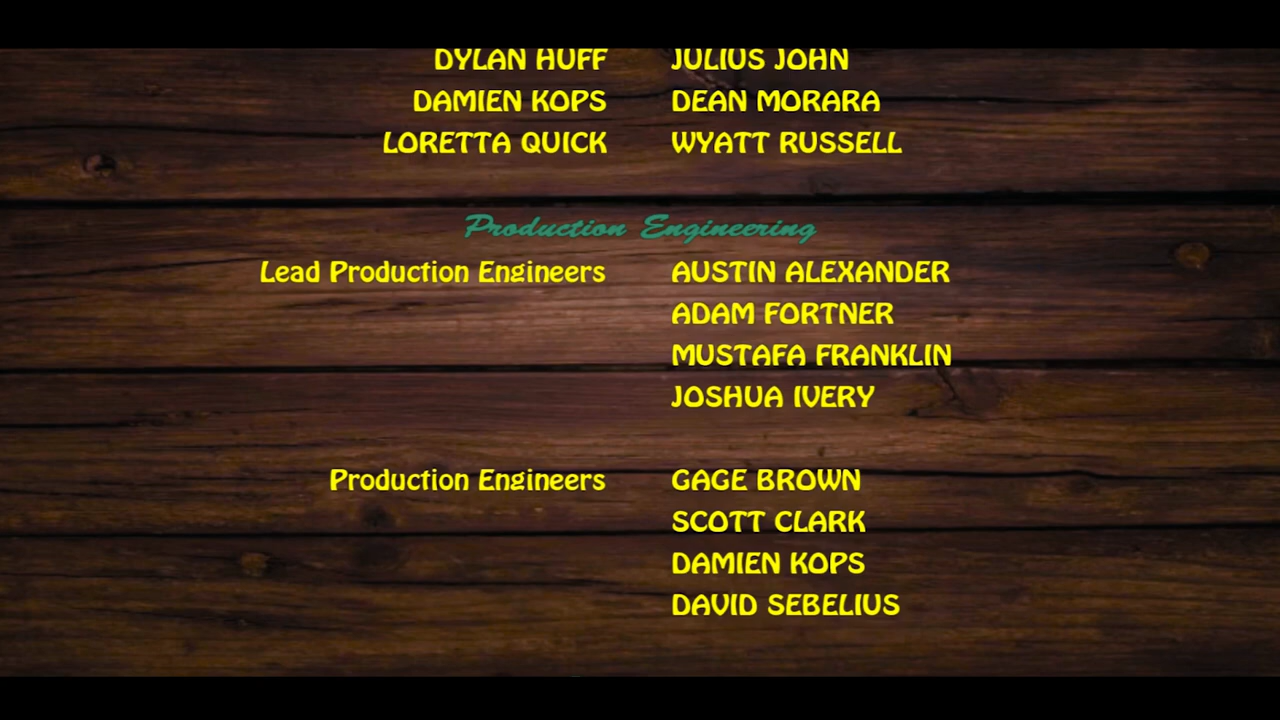 DYLAN HUFF JULIUS JOHN
DAMIEN KOPS DEAN MORARA
LORETTA QUICK WYATT RUSSELL
Production Engineering
Lead Production Engineers AUSTIN ALEXANDER
ADAM FORTNER
MUSTAFA FRANKLIN
JOSHUA IVERY
Production Engineers GAGE BROWN
SCOTT CLARK
DAMIEN KOPS
DAVID SEBELIUS